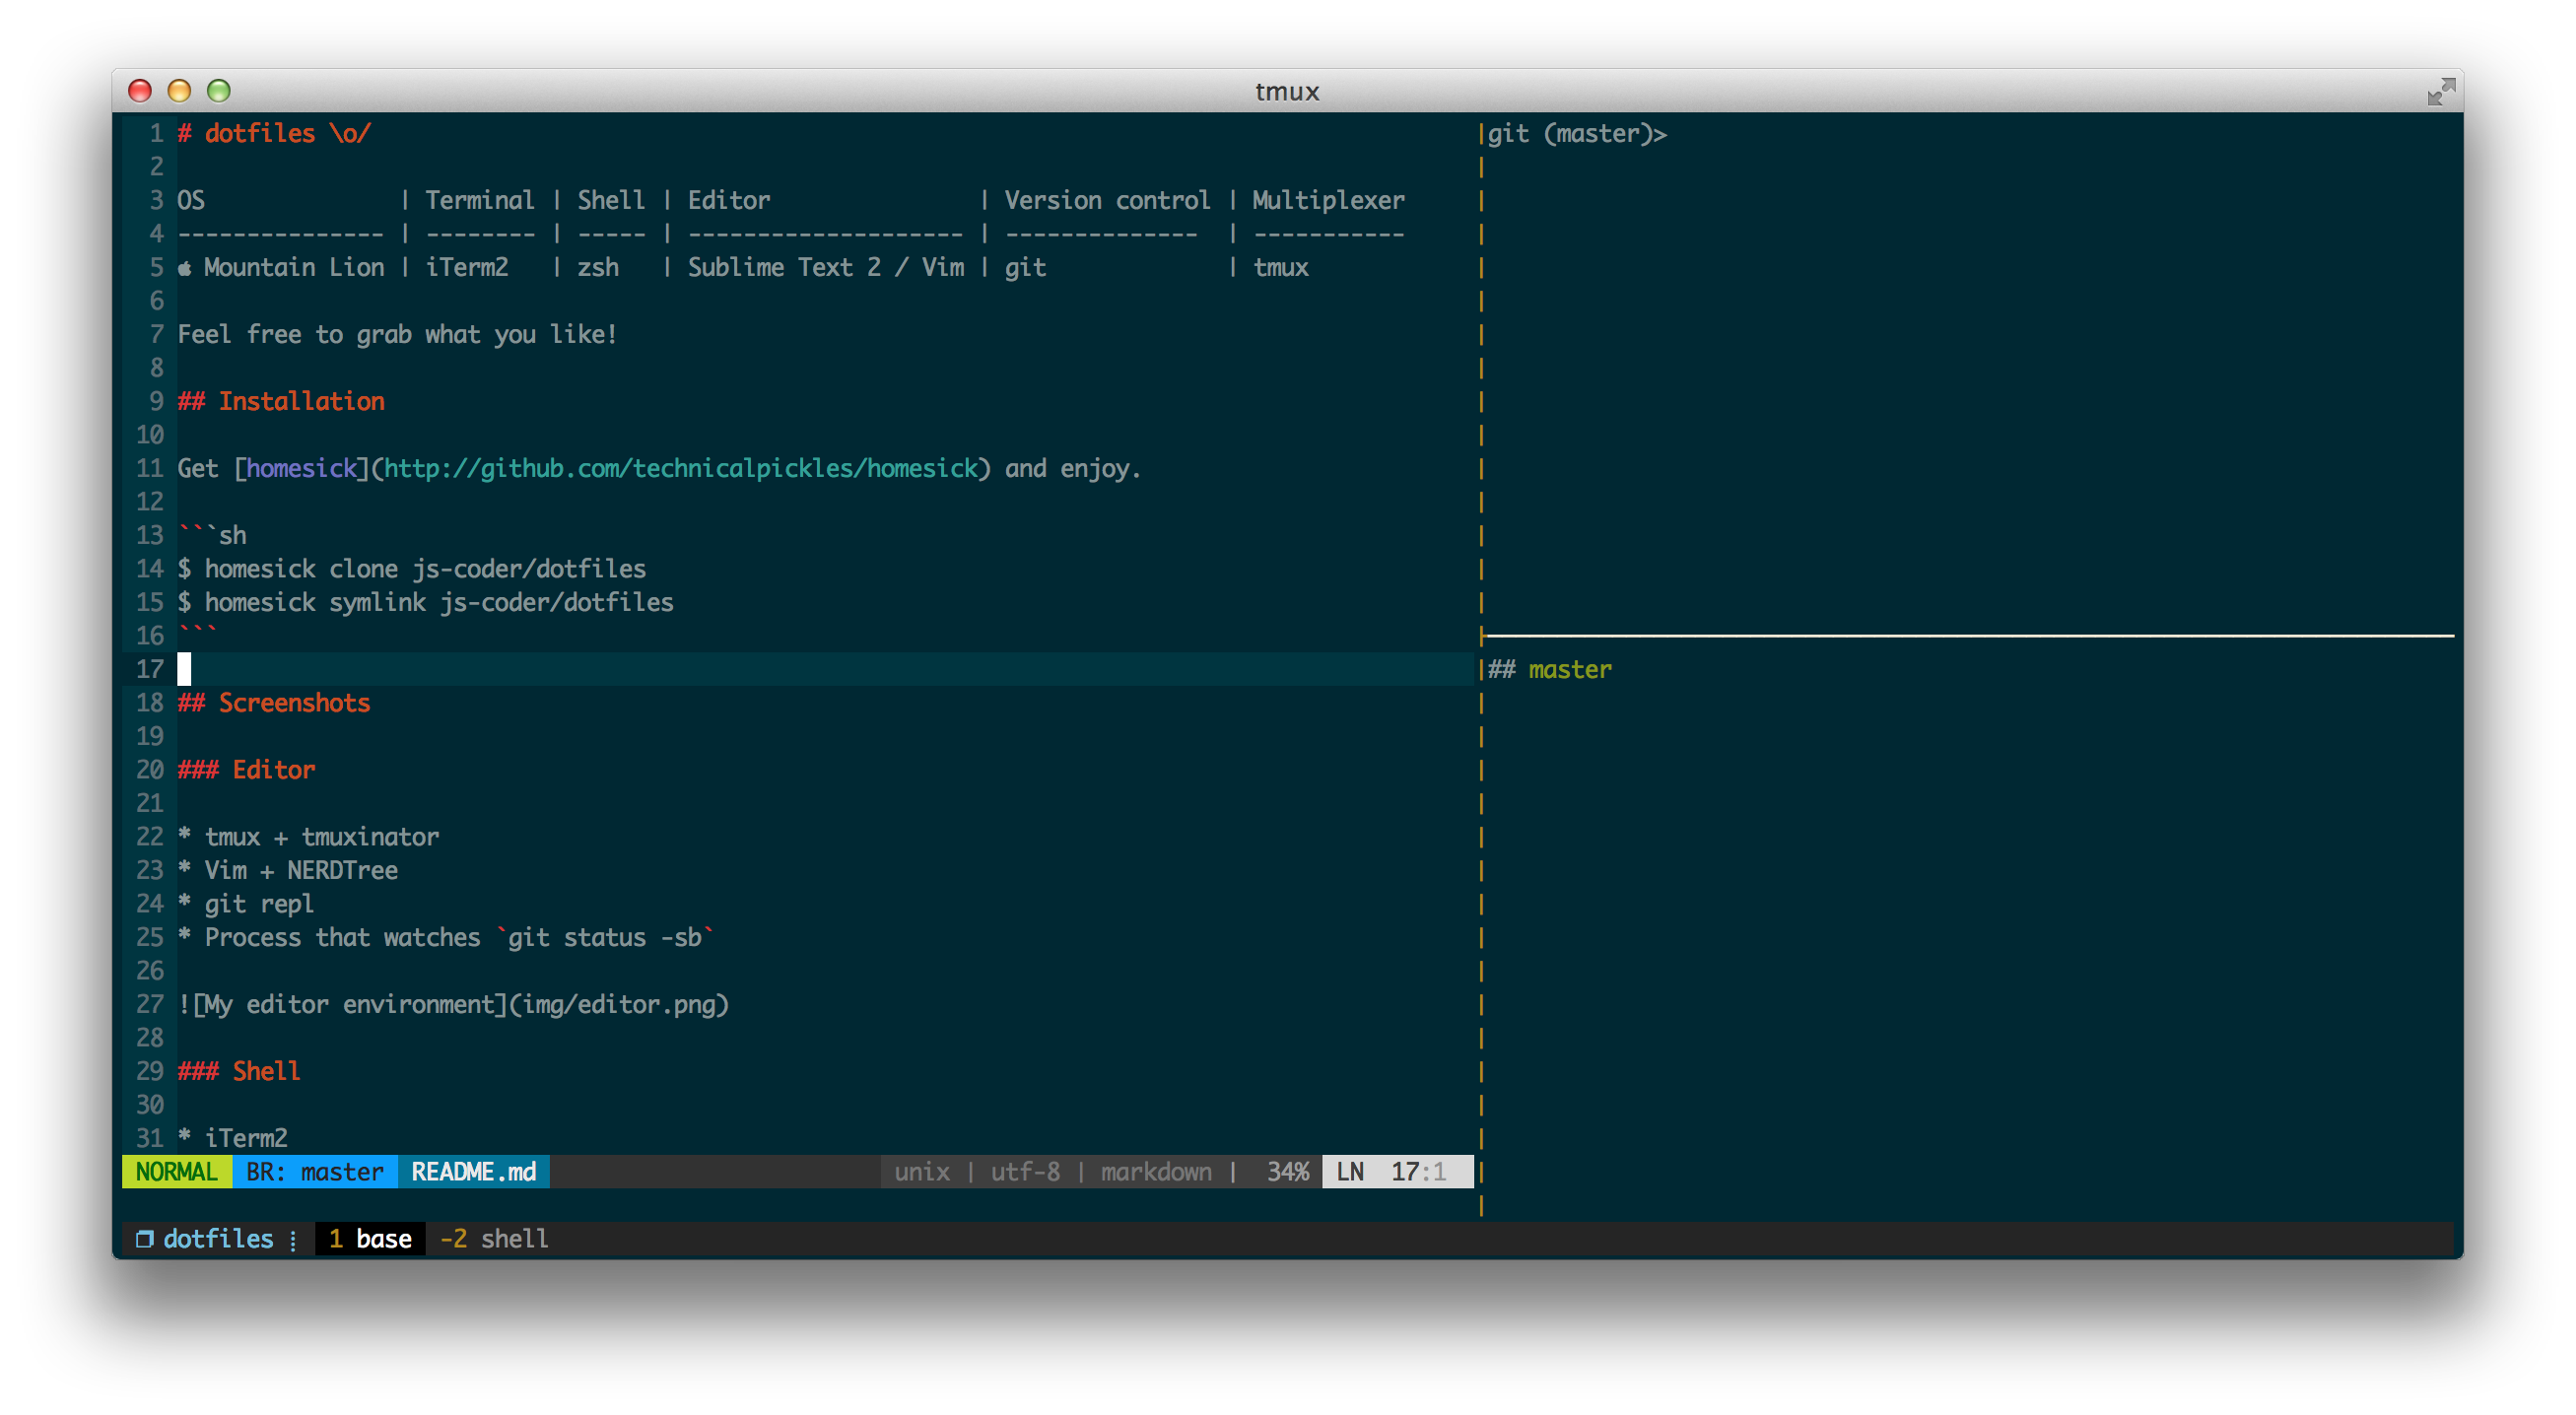 tmux
1 # dotfiles \o/
2
3 OS              | Terminal | Shell | Editor               | Version control | Multiplexer
4 --------------- | -------- | ----- | -------------------- | --------------  | -----------
5  Mountain Lion | iTerm2   | zsh   | Sublime Text 2 / Vim | git             | tmux
6
7 Feel free to grab what you like!
8
9 ## Installation
10
11 Get [homesick](http://github.com/technicalpickles/homesick) and enjoy.
12
13 ```sh
14 $ homesick clone js-coder/dotfiles
15 $ homesick symlink js-coder/dotfiles
16 ```
17
18 ## Screenshots
19
20 ### Editor
21
22 * tmux + tmuxinator
23 * Vim + NERDTree
24 * git repl
25 * Process that watches `git status -sb`
26
27 ![My editor environment](img/editor.png)
28
29 ### Shell
30
31 * iTerm2
NORMAL BR: master README.md unix | utf-8 | markdown | 34% LN 17:1
git (master)>
## master
dotfiles 1 base -2 shell